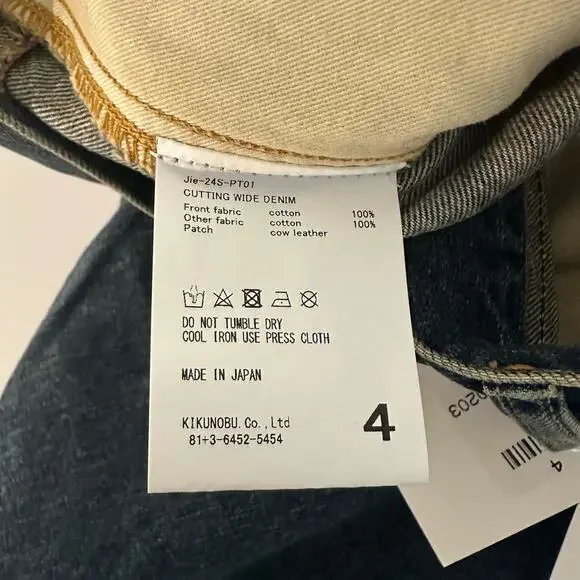 Jie-24S-PT01
CUTTING WIDE DENIM
Front fabric cotton 100%
Other fabric cotton 100%
Patch cow leather
DO NOT TUMBLE DRY
COOL IRON USE PRESS CLOTH
MADE IN JAPAN
KIKUNOBU.Co.,Ltd
81+3-6452-5454
4
4